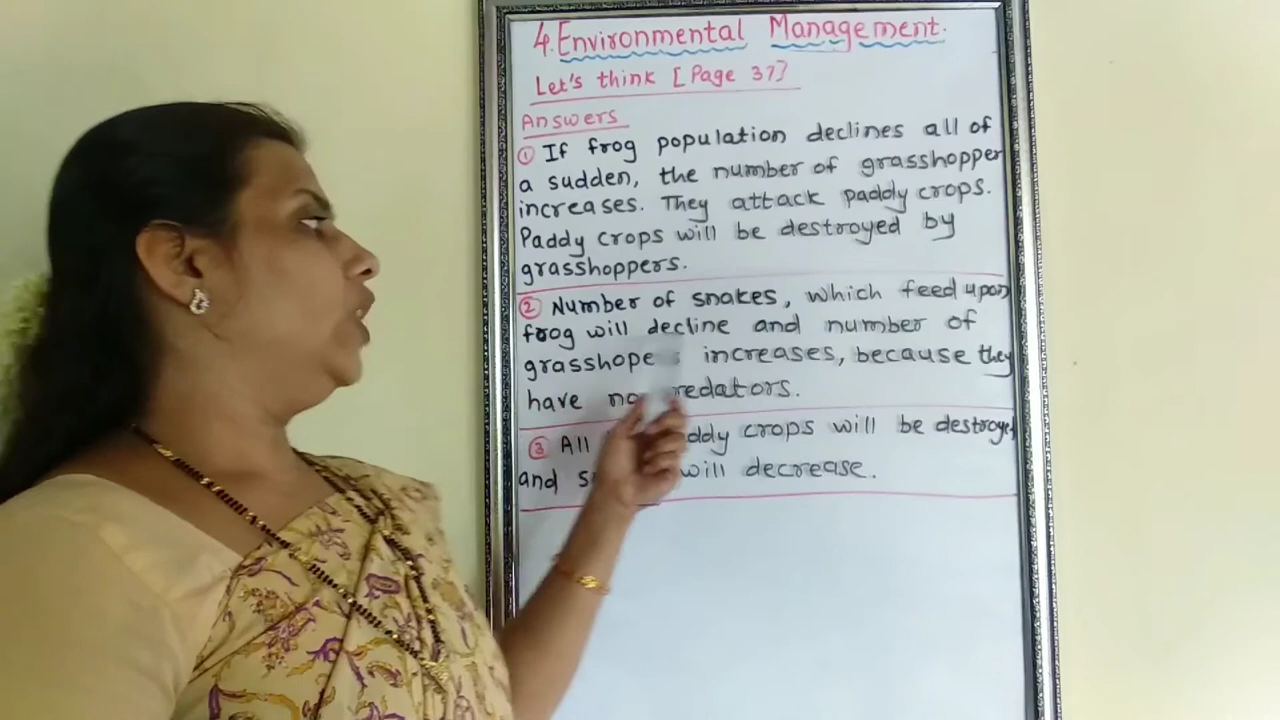 4. Environmental Management.
Let's think [Page 37]
Answers
① If frog population declines all of
a sudden, the number of grasshopper
increases. They attack paddy crops.
Paddy crops will be destroyed by
grasshoppers.
② Number of snakes, which feed upon
frog will decline and number of
increases, because they
have
③ All crops will be
and will decrease.